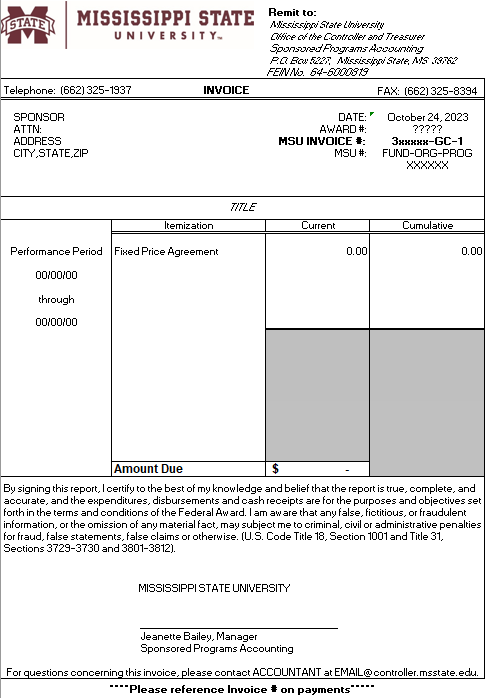 STATE
MISSISSIPPI STATE
UNIVERSITY™
Remit to:
Mississippi State University
Office of the Controller and Treasurer
Sponsored Programs Accounting
P.O. Box 5227, Mississippi State, MS 39762
FEIN No. 64-6000819
Telephone: (662) 325-1937 INVOICE FAX: (662) 325-8394
SPONSOR DATE: October 24, 2023
ATTN: AWARD #: ?????
ADDRESS MSU INVOICE #: 3xxxxx-GC-1
CITY,STATE,ZIP MSU #: FUND-ORG-PROG
XXXXXX
TITLE
Itemization Current Cumulative
Performance Period Fixed Price Agreement 0.00 0.00
00/00/00
through
00/00/00
Amount Due $ -
By signing this report, I certify to the best of my knowledge and belief that the report is true, complete, and
accurate, and the expenditures, disbursements and cash receipts are for the purposes and objectives set
forth in the terms and conditions of the Federal Award. I am aware that any false, fictitious, or fraudulent
information, or the omission of any material fact, may subject me to criminal, civil or administrative penalties
for fraud, false statements, false claims or otherwise. (U.S. Code Title 18, Section 1001 and Title 31,
Sections 3729-3730 and 3801-3812).
MISSISSIPPI STATE UNIVERSITY
Jeanette Bailey, Manager
Sponsored Programs Accounting
For questions concerning this invoice, please contact ACCOUNTANT at EMAIL@controller.msstate.edu.
****Please reference Invoice # on payments*****